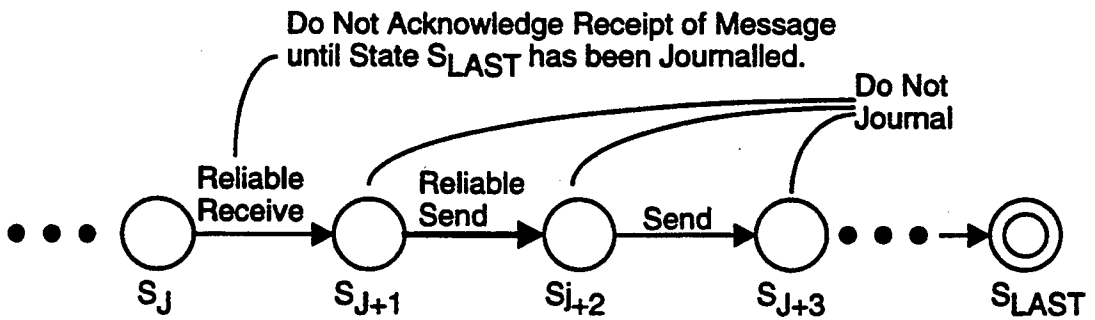 Do Not Acknowledge Receipt of Message
until State SLAST has been Journalled.
Do Not
Journal
Reliable
Receive
Reliable
Send
Send
SJ
SJ+1
Sj+2
SJ+3
SLAST